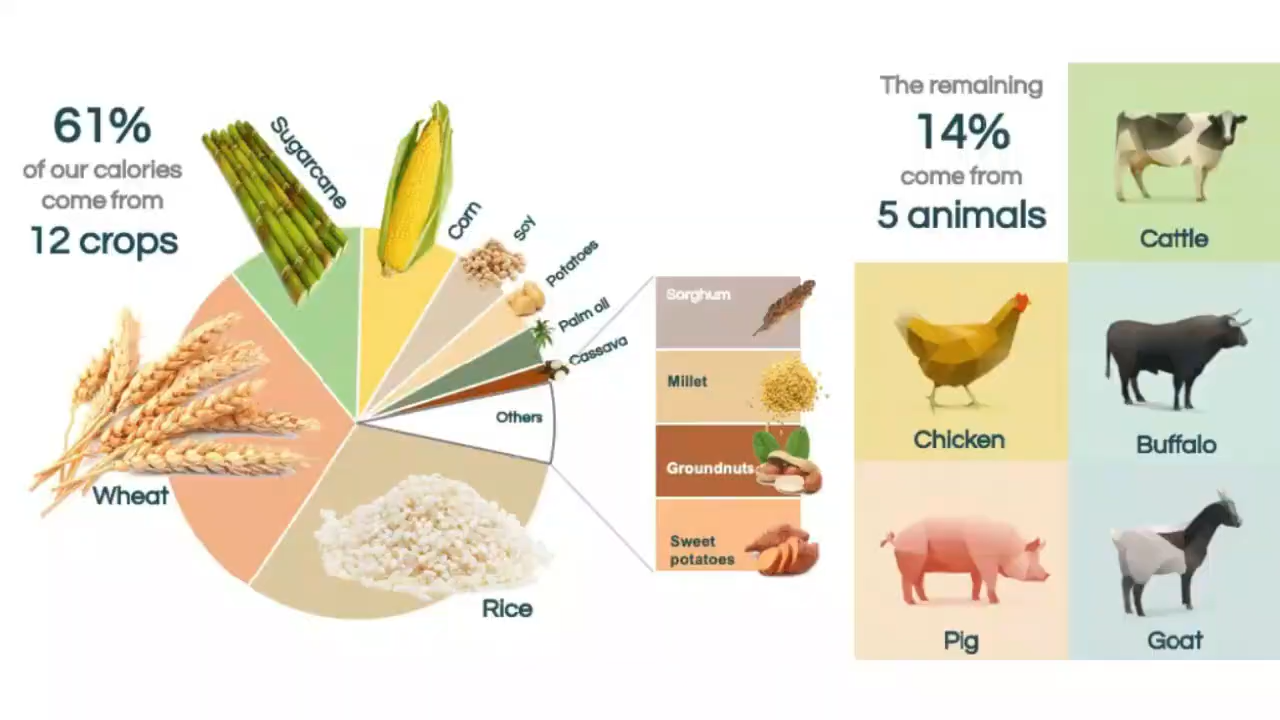 61%
of our calories
come from
12 crops
Sugarcane
Corn
Soy
Potatoes
Palm oil
Cassava
Others
Wheat
Rice
Sorghum
Millet
Groundnuts
Sweet
potatoes
The remaining
14%
come from
5 animals
Cattle
Chicken
Buffalo
Pig
Goat